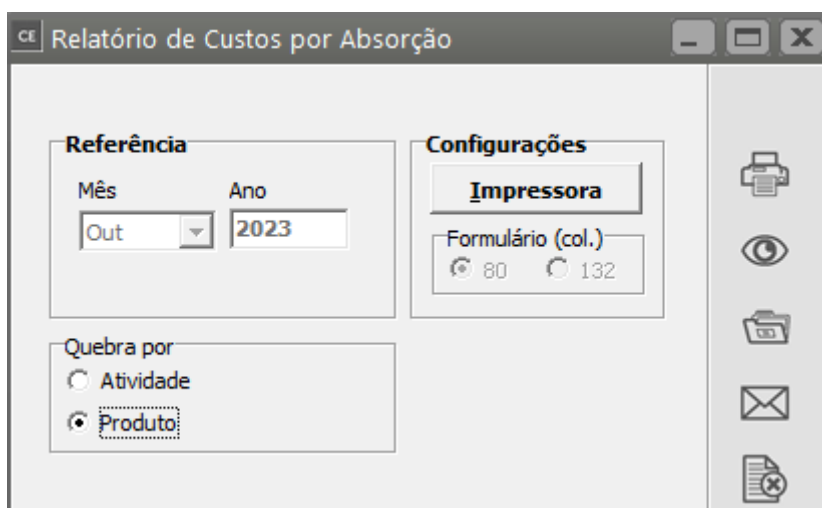 CE Relatório de Custos por Absorção
Referência
Mês Ano
Out 2023
Configurações
Impressora
Formulário (col.)
80 132
Quebra por
Atividade
Produto